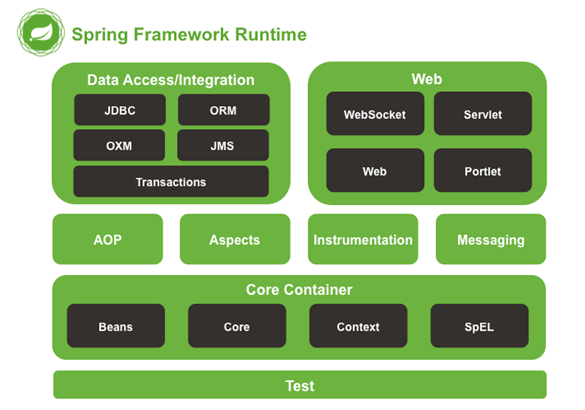 Spring Framework Runtime
Data Access/Integration
JDBC
ORM
OXM
JMS
Transactions
Web
WebSocket
Servlet
Web
Portlet
AOP
Aspects
Instrumentation
Messaging
Core Container
Beans
Core
Context
SpEL
Test